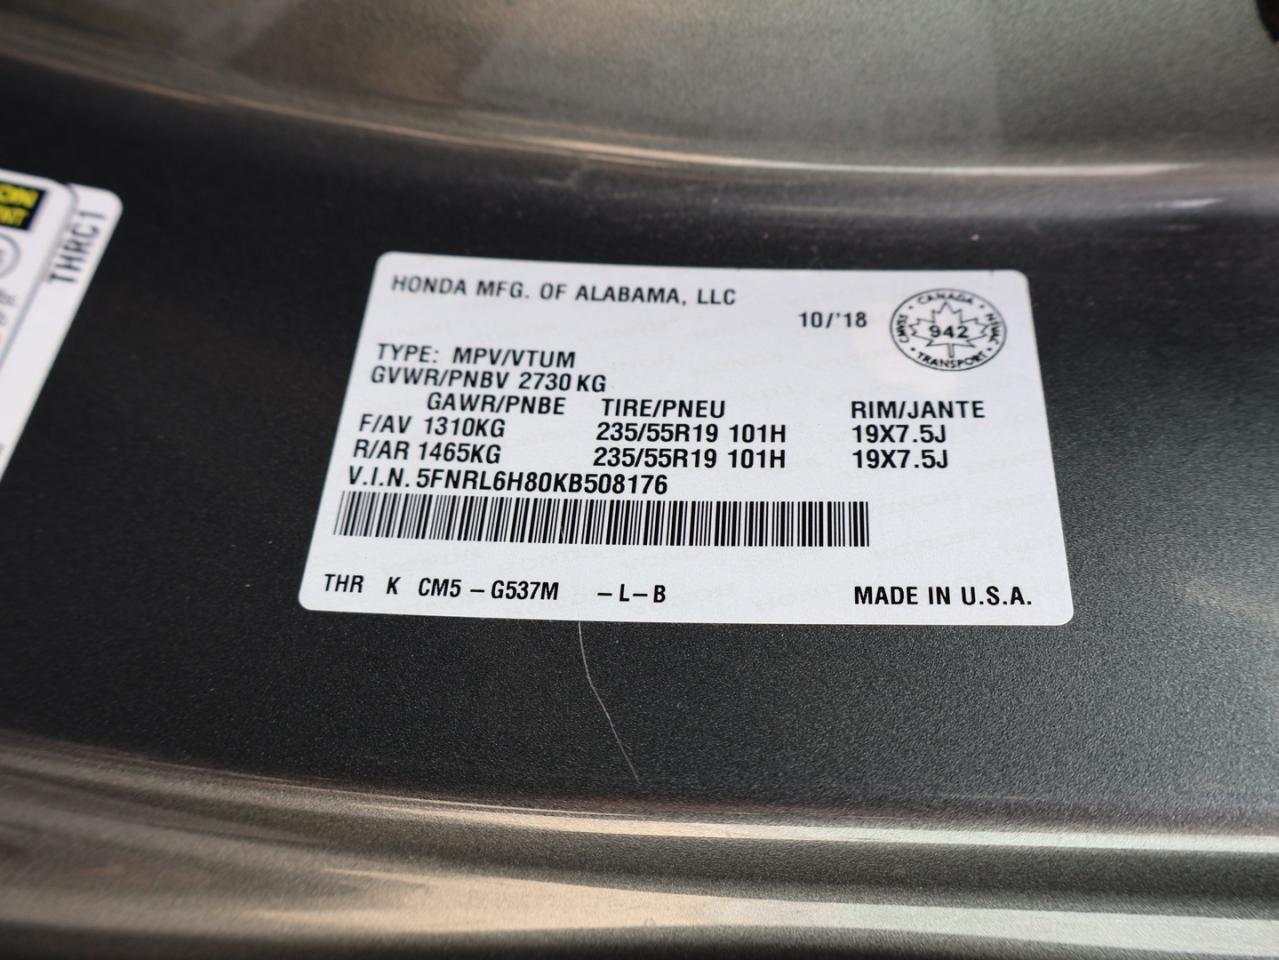 THRC1
HONDA MFG. OF ALABAMA, LLC
10/'18
CANADA
CMVSS 942 NSVAC
TRANSPORT
TYPE: MPV/VTUM
GVWR/PNBV 2730 KG
GAWR/PNBE TIRE/PNEU RIM/JANTE
F/AV 1310KG 235/55R19 101H 19X7.5J
R/AR 1465KG 235/55R19 101H 19X7.5J
V.I.N. 5FNRL6H80KB508176
THR K CM5 – G537M – L – B MADE IN U.S.A.